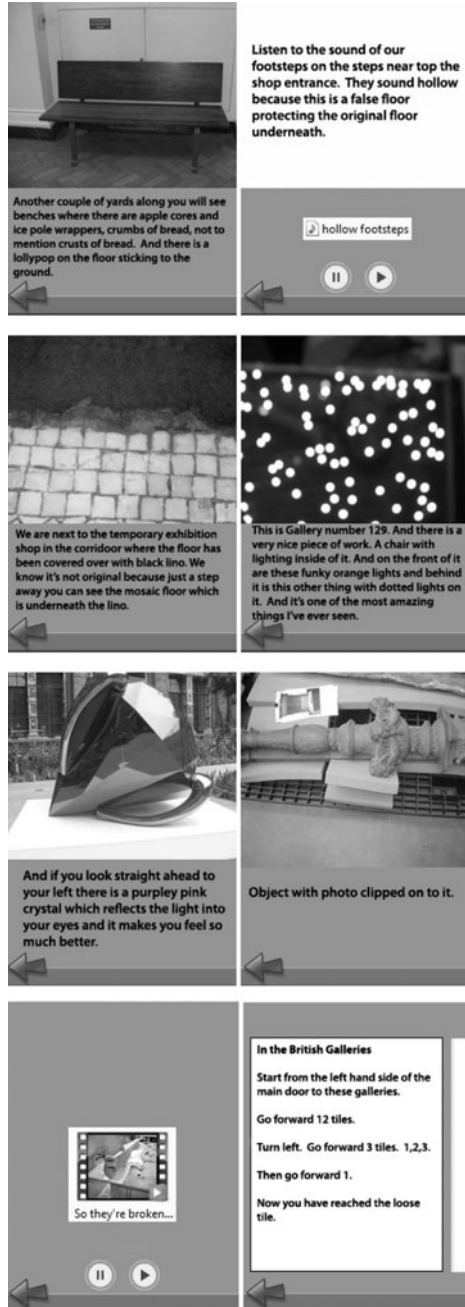 Another couple of yards along you will see
benches where there are apple cores and
ice pole wrappers, crumbs of bread, not to
mention crusts of bread. And there is a
lollypop on the floor sticking to the
ground.
Listen to the sound of our
footsteps on the steps near top the
shop entrance. They sound hollow
because this is a false floor
protecting the original floor
underneath.
hollow footsteps
We are next to the temporary exhibition
shop in the corridoor where the floor has
been covered over with black lino. We
know it's not original because just a step
away you can see the mosaic floor which
is underneath the lino.
This is Gallery number 129. And there is a
very nice piece of work. A chair with
lighting inside of it. And on the front of it
are these funky orange lights and behind
it is this other thing with dotted lights on
it. And it's one of the most amazing
things I've ever seen.
And if you look straight ahead to
your left there is a purpley pink
crystal which reflects the light into
your eyes and it makes you feel so
much better.
Object with photo clipped on to it.
So they're broken...
In the British Galleries
Start from the left hand side of the
main door to these galleries.
Go forward 12 tiles.
Turn left. Go forward 3 tiles. 1,2,3.
Then go forward 1.
Now you have reached the loose
tile.